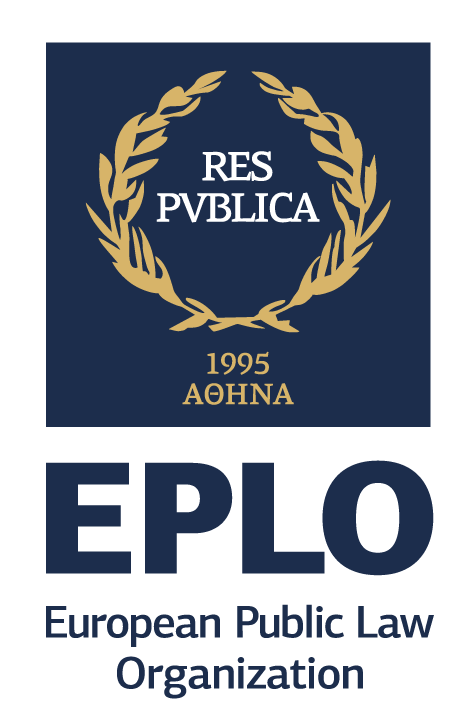 RES
PVBLICA
1995
ΑΘΗΝΑ
EPLO
European Public Law
Organization